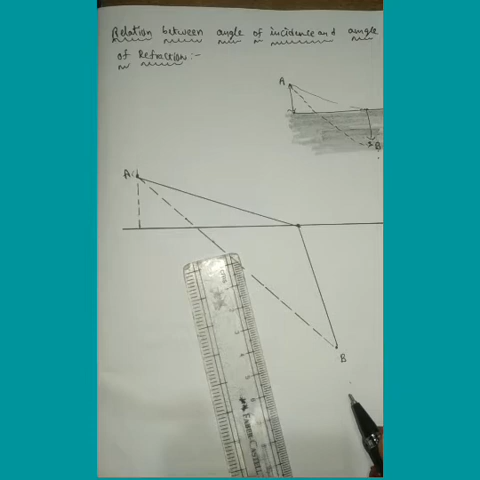 Relation between angle of incidence and angle
of Refraction:-
A
B
A
B
FABER-CASTELL